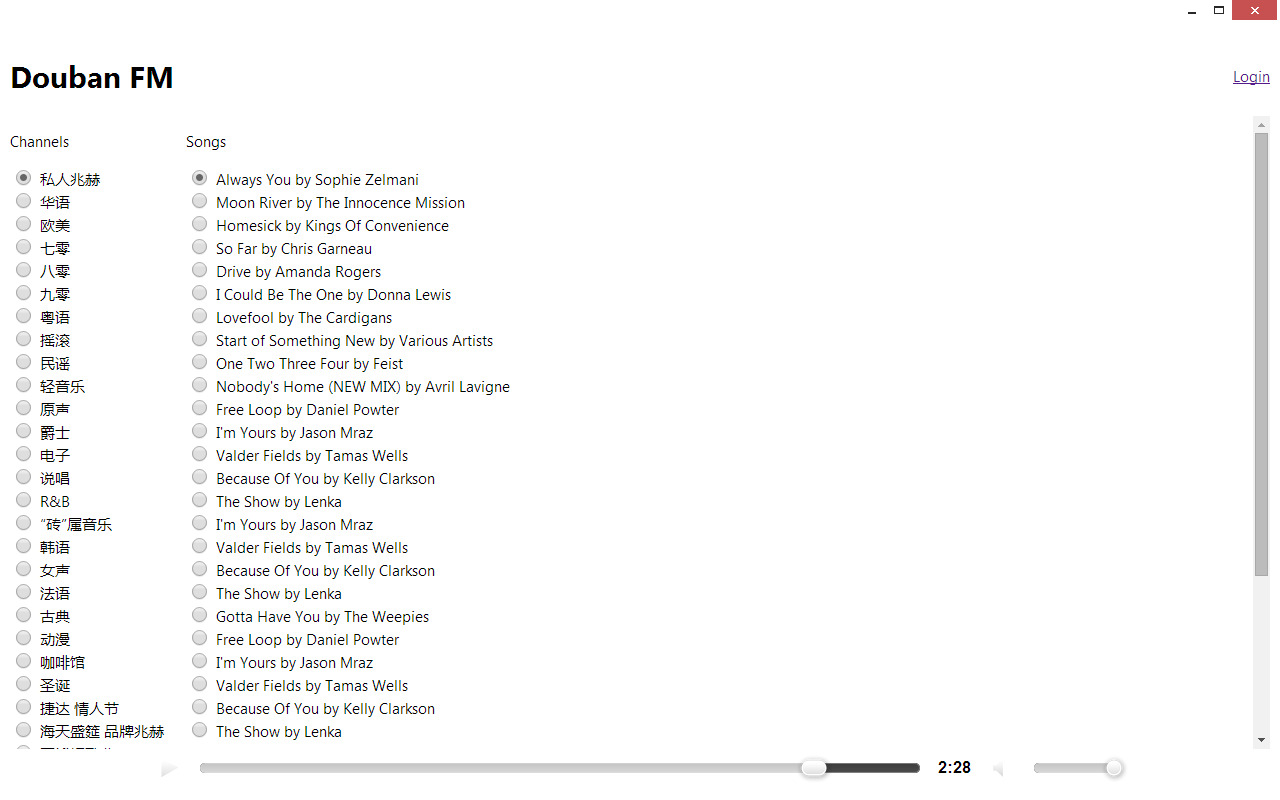 Douban FM
Login
Channels
Songs
私人兆赫
Always You by Sophie Zelmani
华语
Moon River by The Innocence Mission
欧美
Homesick by Kings Of Convenience
七零
So Far by Chris Garneau
八零
Drive by Amanda Rogers
九零
I Could Be The One by Donna Lewis
粤语
Lovefool by The Cardigans
摇滚
Start of Something New by Various Artists
民谣
One Two Three Four by Feist
轻音乐
Nobody's Home (NEW MIX) by Avril Lavigne
原声
Free Loop by Daniel Powter
爵士
I'm Yours by Jason Mraz
电子
Valder Fields by Tamas Wells
说唱
Because Of You by Kelly Clarkson
R&B
The Show by Lenka
“砖”属音乐
I'm Yours by Jason Mraz
韩语
Valder Fields by Tamas Wells
女声
Because Of You by Kelly Clarkson
法语
The Show by Lenka
古典
Gotta Have You by The Weepies
动漫
Free Loop by Daniel Powter
咖啡馆
I'm Yours by Jason Mraz
圣诞
Valder Fields by Tamas Wells
捷达 情人节
Because Of You by Kelly Clarkson
海天盛筵 品牌兆赫
The Show by Lenka
2:28